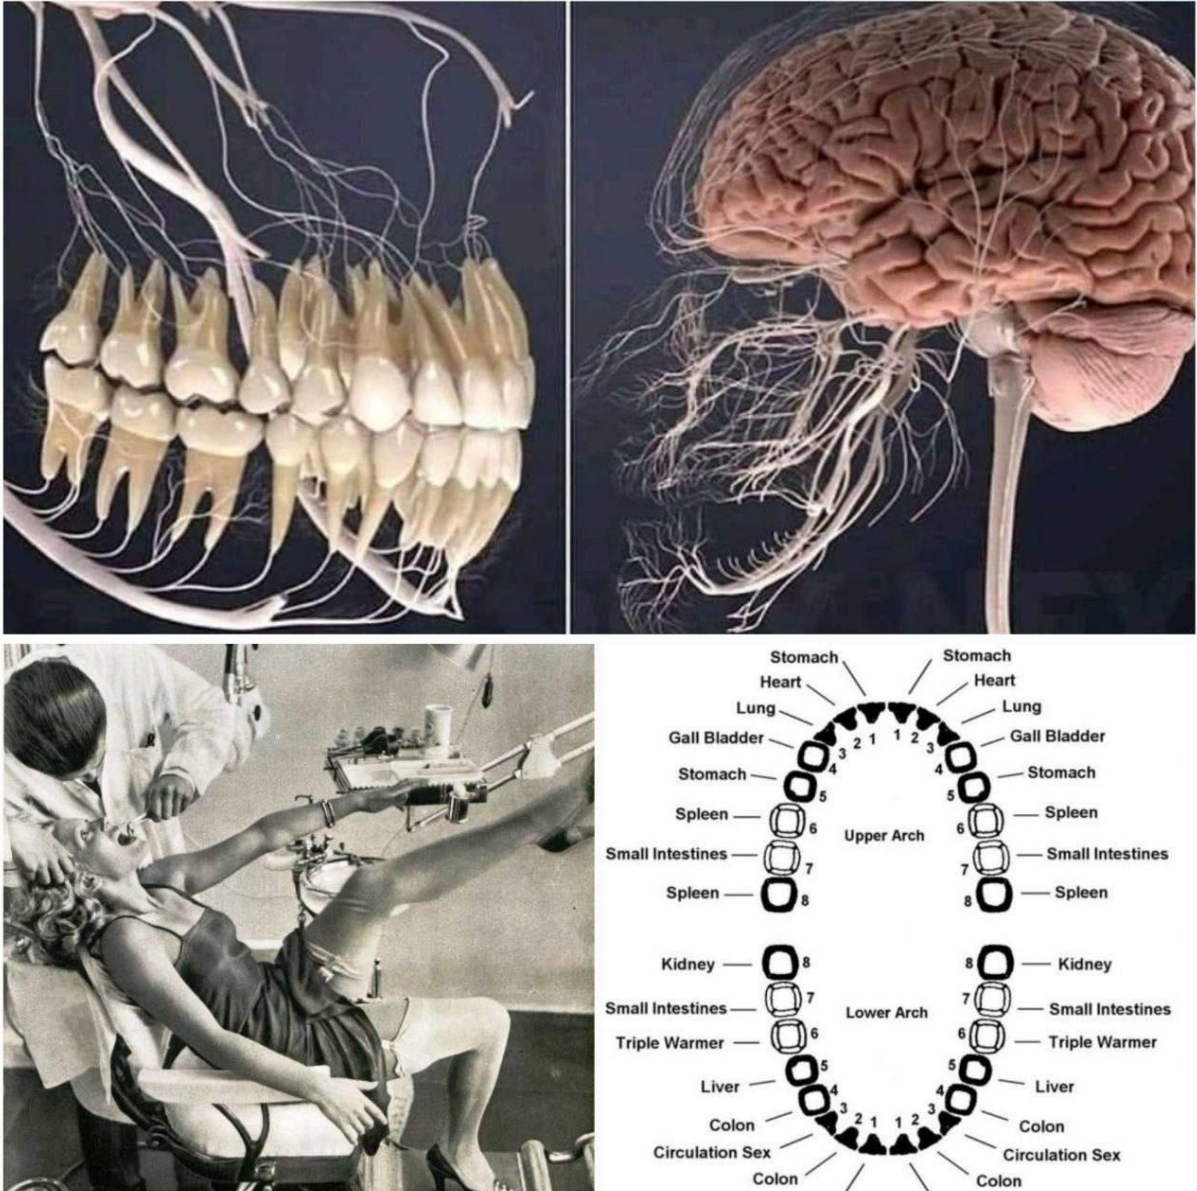 Stomach
Stomach
Heart
Heart
Lung
Lung
Gall Bladder
Gall Bladder
Stomach
Stomach
Spleen
Spleen
Small Intestines
Small Intestines
Spleen
Spleen
3 2 1 1 2 3
4 4
5 5
6 6
7 7
8 8
Upper Arch
Kidney 8 8 Kidney
Small Intestines 7 7 Small Intestines
Lower Arch
Triple Warmer 6 6 Triple Warmer
Liver 5 5 Liver
Colon 4 4 Colon
Circulation Sex 3 3 Circulation Sex
Colon 2 1 1 2 Colon